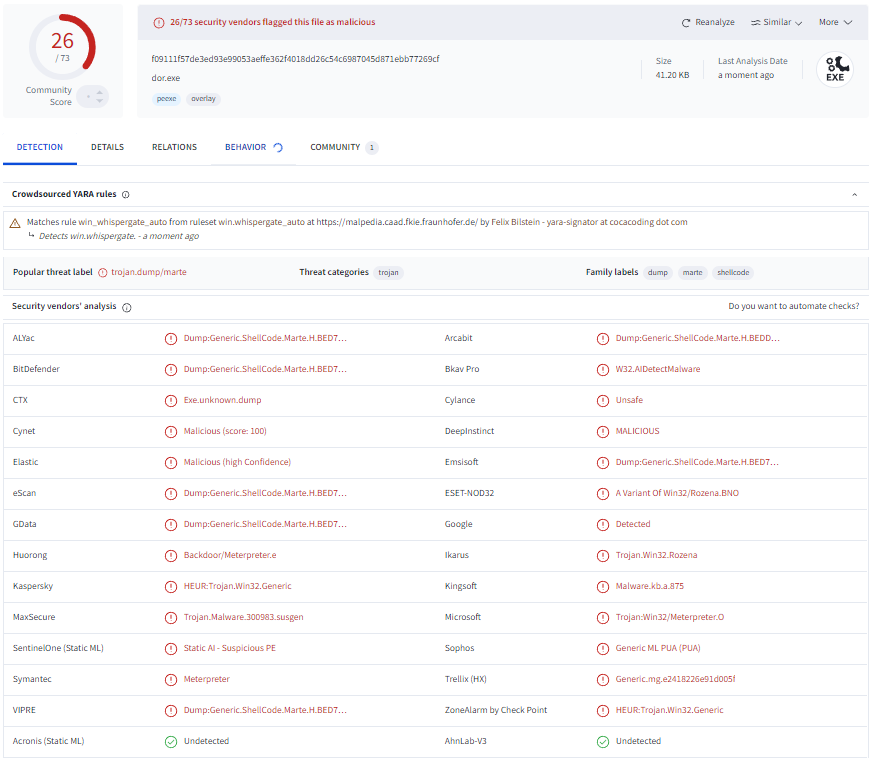 26
/ 73
Community
Score
26/73 security vendors flagged this file as malicious
Reanalyze
Similar
More
f09111f57de3ed93e99053aeffe362f4018dd26c54c6987045d871ebb77269cf
dor.exe
peexe
overlay
Size
41.20 KB
Last Analysis Date
a moment ago
EXE
DETECTION
DETAILS
RELATIONS
BEHAVIOR
COMMUNITY 1
Crowdsourced YARA rules
Matches rule win_whispergate_auto from ruleset win.whispergate_auto at https://malpedia.caad.fkie.fraunhofer.de/ by Felix Bilstein - yara-signator at cocacoding dot com
Detects win.whispergate. - a moment ago
Popular threat label trojan.dump/marte
Threat categories trojan
Family labels dump marte shellcode
Security vendors' analysis
Do you want to automate checks?
ALYac Dump:Generic.ShellCode.Marte.H.BED7... Arcabit Dump:Generic.ShellCode.Marte.H.BEDD...
BitDefender Dump:Generic.ShellCode.Marte.H.BED7... Bkav Pro W32.AIDetectMalware
CTX Exe.unknown.dump Cylance Unsafe
Cynet Malicious (score: 100) DeepInstinct MALICIOUS
Elastic Malicious (high Confidence) Emsisoft Dump:Generic.ShellCode.Marte.H.BED7...
eScan Dump:Generic.ShellCode.Marte.H.BED7... ESET-NOD32 A Variant Of Win32/Rozena.BNO
GData Dump:Generic.ShellCode.Marte.H.BED7... Google Detected
Huorong Backdoor/Meterpreter.e Ikarus Trojan.Win32.Rozena
Kaspersky HEUR:Trojan.Win32.Generic Kingsoft Malware.kb.a.875
MaxSecure Trojan.Malware.300983.susgen Microsoft Trojan:Win32/Meterpreter.O
SentinelOne (Static ML) Static AI - Suspicious PE Sophos Generic ML PUA (PUA)
Symantec Meterpreter Trellix (HX) Generic.mg.e2418226e91d005f
VIPRE Dump:Generic.ShellCode.Marte.H.BED7... ZoneAlarm by Check Point HEUR:Trojan.Win32.Generic
Acronis (Static ML) Undetected AhnLab-V3 Undetected